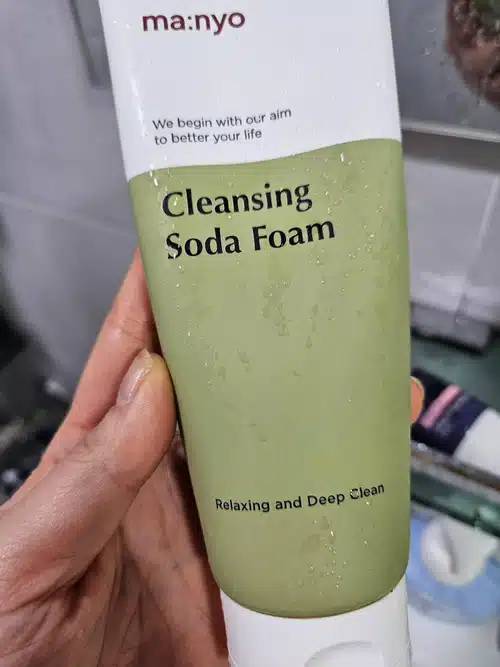 ma:nyo
We begin with our aim
to better your life
Cleansing
Soda Foam
Relaxing and Deep Clean